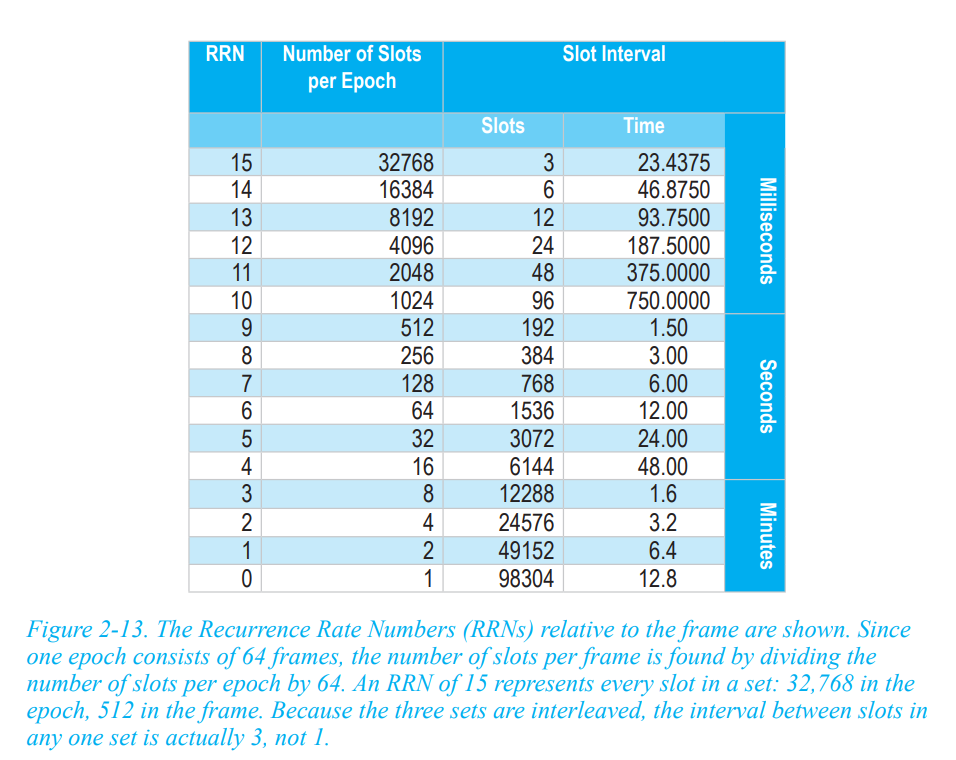 RRN Number of Slots per Epoch Slot Interval
Slots Time
15 32768 3 23.4375
14 16384 6 46.8750
13 8192 12 93.7500
12 4096 24 187.5000
11 2048 48 375.0000
10 1024 96 750.0000
Milliseconds
9 512 192 1.50
8 256 384 3.00
7 128 768 6.00
6 64 1536 12.00
5 32 3072 24.00
4 16 6144 48.00
Seconds
3 8 12288 1.6
2 4 24576 3.2
1 2 49152 6.4
0 1 98304 12.8
Minutes
Figure 2-13. The Recurrence Rate Numbers (RRNs) relative to the frame are shown. Since
one epoch consists of 64 frames, the number of slots per frame is found by dividing the
number of slots per epoch by 64. An RRN of 15 represents every slot in a set: 32,768 in the
epoch, 512 in the frame. Because the three sets are interleaved, the interval between slots in
any one set is actually 3, not 1.